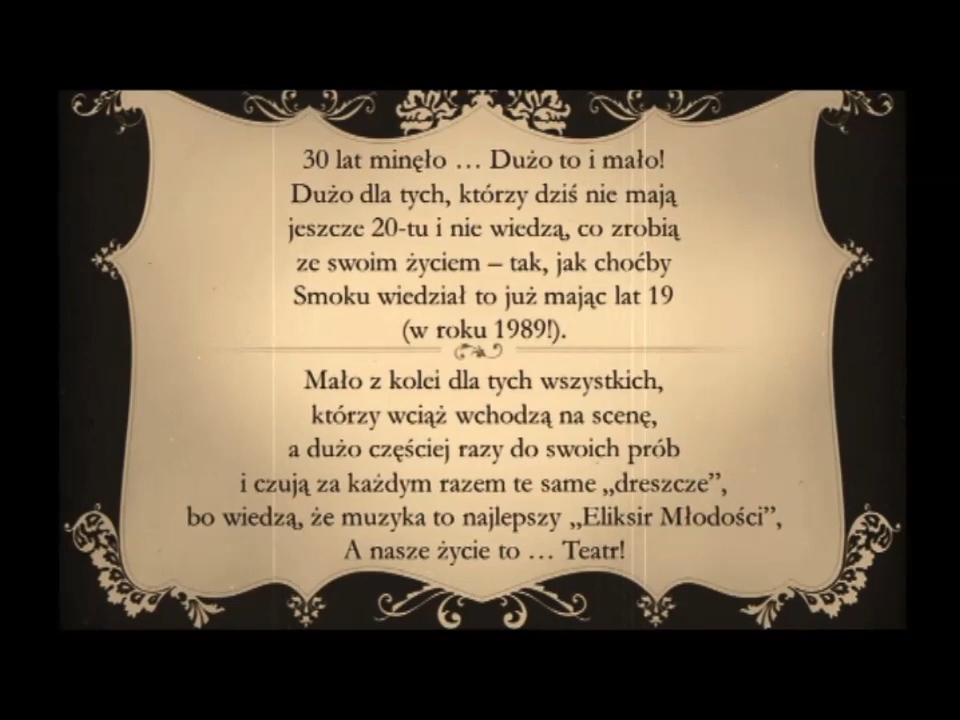 30 lat minęło … Dużo to i mało!
Dużo dla tych, którzy dziś nie mają
jeszcze 20-tu i nie wiedzą, co zrobią
ze swoim życiem – tak, jak choćby
Smoku wiedział to już mając lat 19
(w roku 1989!).
Mało z kolei dla tych wszystkich,
którzy wciąż wchodzą na scenę,
a dużo częściej razy do swoich prób
i czują za każdym razem te same „dreszcze”,
bo wiedzą, że muzyka to najlepszy „Eliksir Młodości”,
A nasze życie to … Teatr!